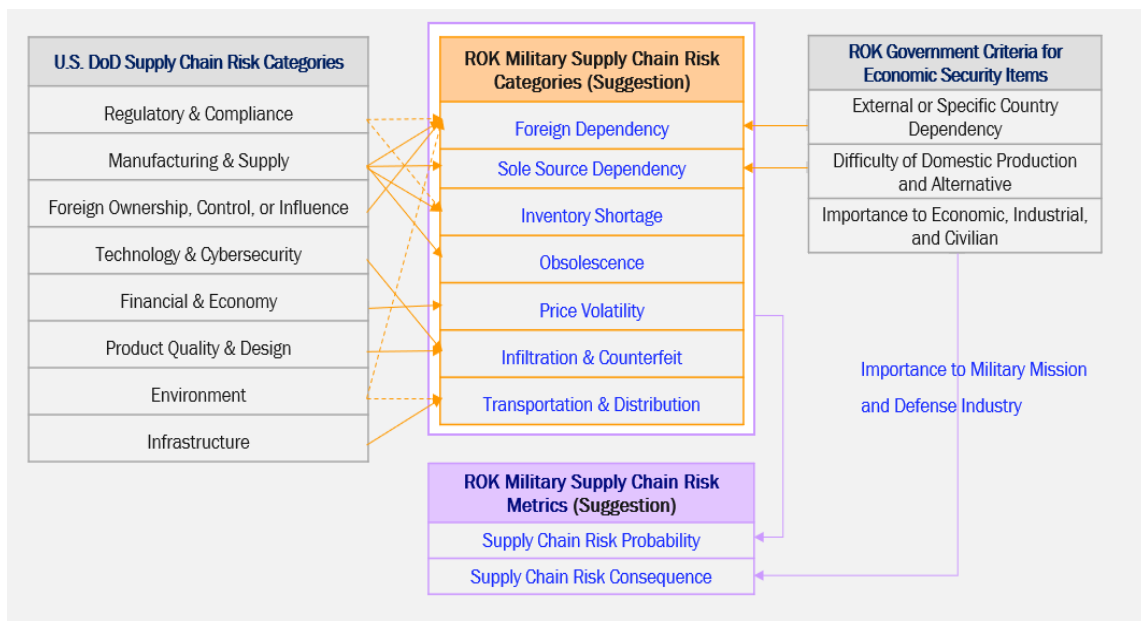 U.S. DoD Supply Chain Risk Categories
Regulatory & Compliance
Manufacturing & Supply
Foreign Ownership, Control, or Influence
Technology & Cybersecurity
Financial & Economy
Product Quality & Design
Environment
Infrastructure
ROK Military Supply Chain Risk
Categories (Suggestion)
Foreign Dependency
Sole Source Dependency
Inventory Shortage
Obsolescence
Price Volatility
Infiltration & Counterfeit
Transportation & Distribution
ROK Government Criteria for
Economic Security Items
External or Specific Country
Dependency
Difficulty of Domestic Production
and Alternative
Importance to Economic, Industrial,
and Civilian
Importance to Military Mission
and Defense Industry
ROK Military Supply Chain Risk
Metrics (Suggestion)
Supply Chain Risk Probability
Supply Chain Risk Consequence